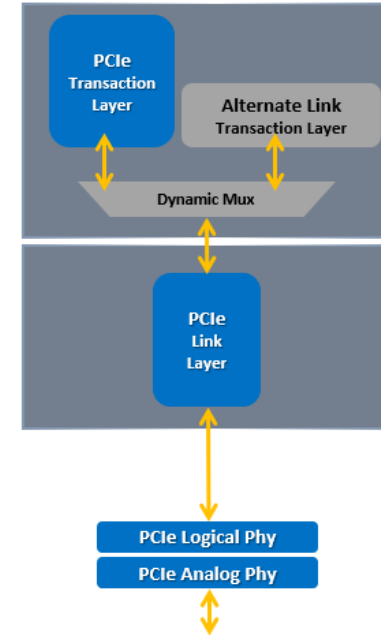 PCIe
Transaction
Layer
Alternate Link
Transaction Layer
Dynamic Mux
PCIe
Link
Layer
PCIe Logical Phy
PCIe Analog Phy